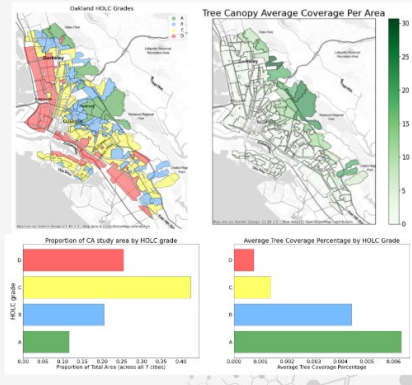 Oakland HOLC Grades
A
B
C
D
Berkeley
Tree Canopy Average Coverage Per Area
30
25
20
15
10
5
0
Proportion of CA study area by HOLC grade
HOLC grade
D
C
B
A
0.00 0.05 0.10 0.15 0.20 0.25 0.30 0.35 0.40
Proportion of Total Area (across all 7 cities)
Average Tree Coverage Percentage by HOLC Grade
D
C
B
A
0.000 0.001 0.002 0.003 0.004 0.005 0.006
Average Tree Coverage Percentage